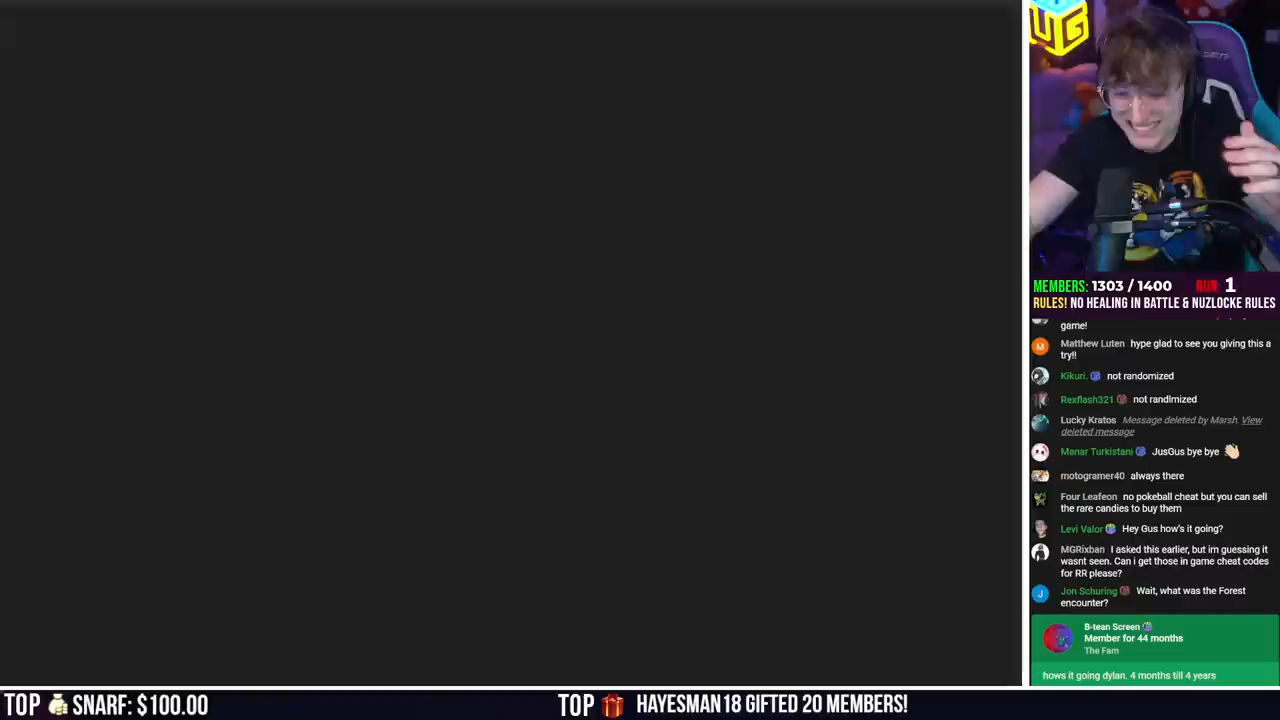 UG
MEMBERS: 1303 / 1400 RUN: 1
RULES! NO HEALING IN BATTLE & NUZLOCKE RULES
game!
Matthew Luten hype glad to see you giving this a
try!!
Kikuri. not randomized
Rexflash321 not randlmized
Lucky Kratos Message deleted by Marsh. View
deleted message
Manar Turkistani JusGus bye bye 👋🏻
motogramer40 always there
Four Leafeon no pokeball cheat but you can sell
the rare candies to buy them
Levi Valor Hey Gus how's it going?
MGRixban I asked this earlier, but im guessing it
wasnt seen. Can i get those in game cheat codes
for RR please?
Jon Schuring Wait, what was the Forest
encounter?
B-tean Screen
Member for 44 months
The Fam
hows it going dylan. 4 months till 4 years
TOP 💰 SNARF: $100.00
TOP 🎁 HAYESMAN18 GIFTED 20 MEMBERS!